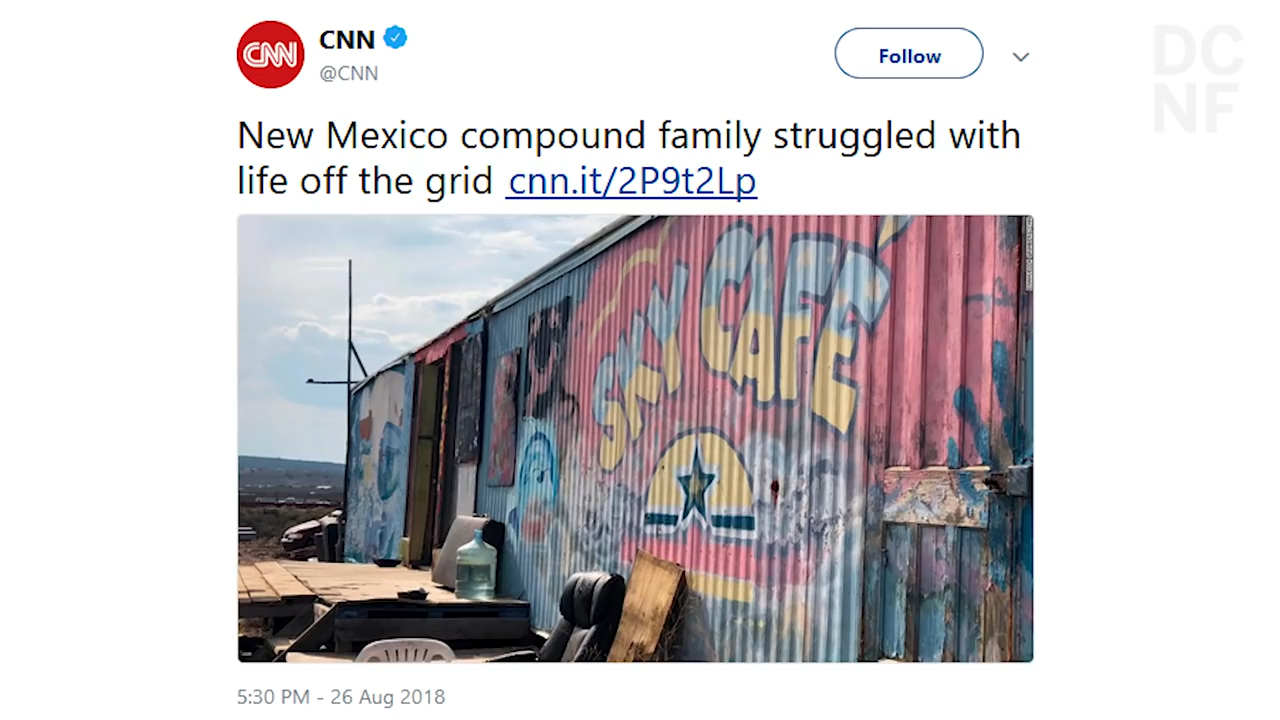 CNN
CNN
@CNN
Follow
DC
NF
New Mexico compound family struggled with
life off the grid cnn.it/2P9t2Lp
SKY CAFE
5:30 PM - 26 Aug 2018